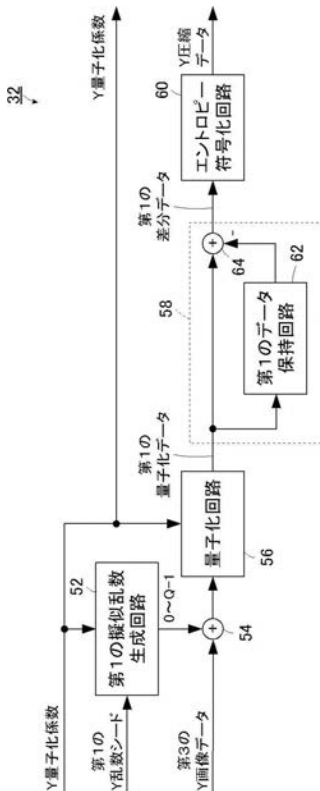 32
Y量子化係数
Y量子化係数
第1の
Y乱数シード
52
第1の擬似乱数
生成回路
0～Q-1
第3の
Y画像データ
54
量子化回路
56
第1の
量子化データ
58
第1のデータ
保持回路
62
+
64
-
+
第1の
差分データ
60
エントロピー
符号化回路
Y圧縮
データ